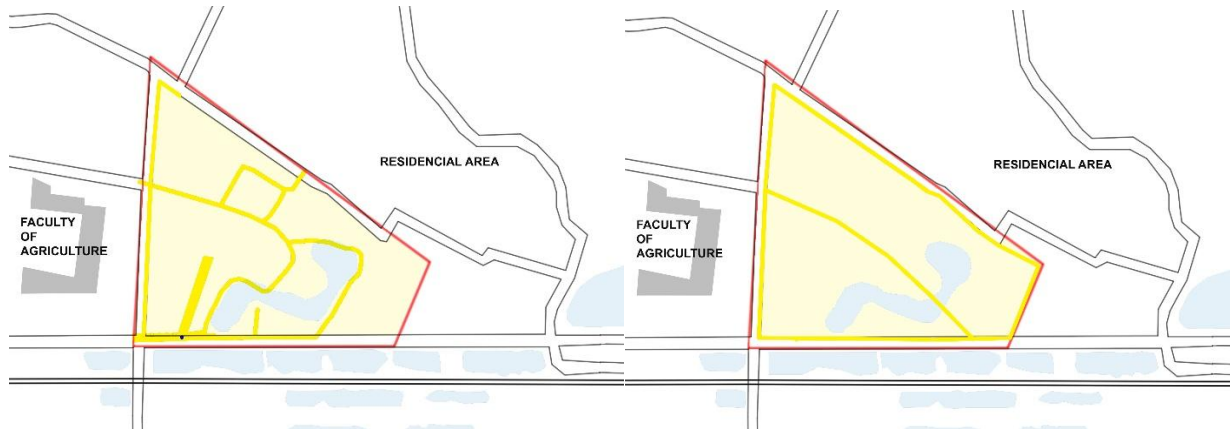 RESIDENCIAL AREA
FACULTY
OF
AGRICULTURE
RESIDENCIAL AREA
FACULTY
OF
AGRICULTURE